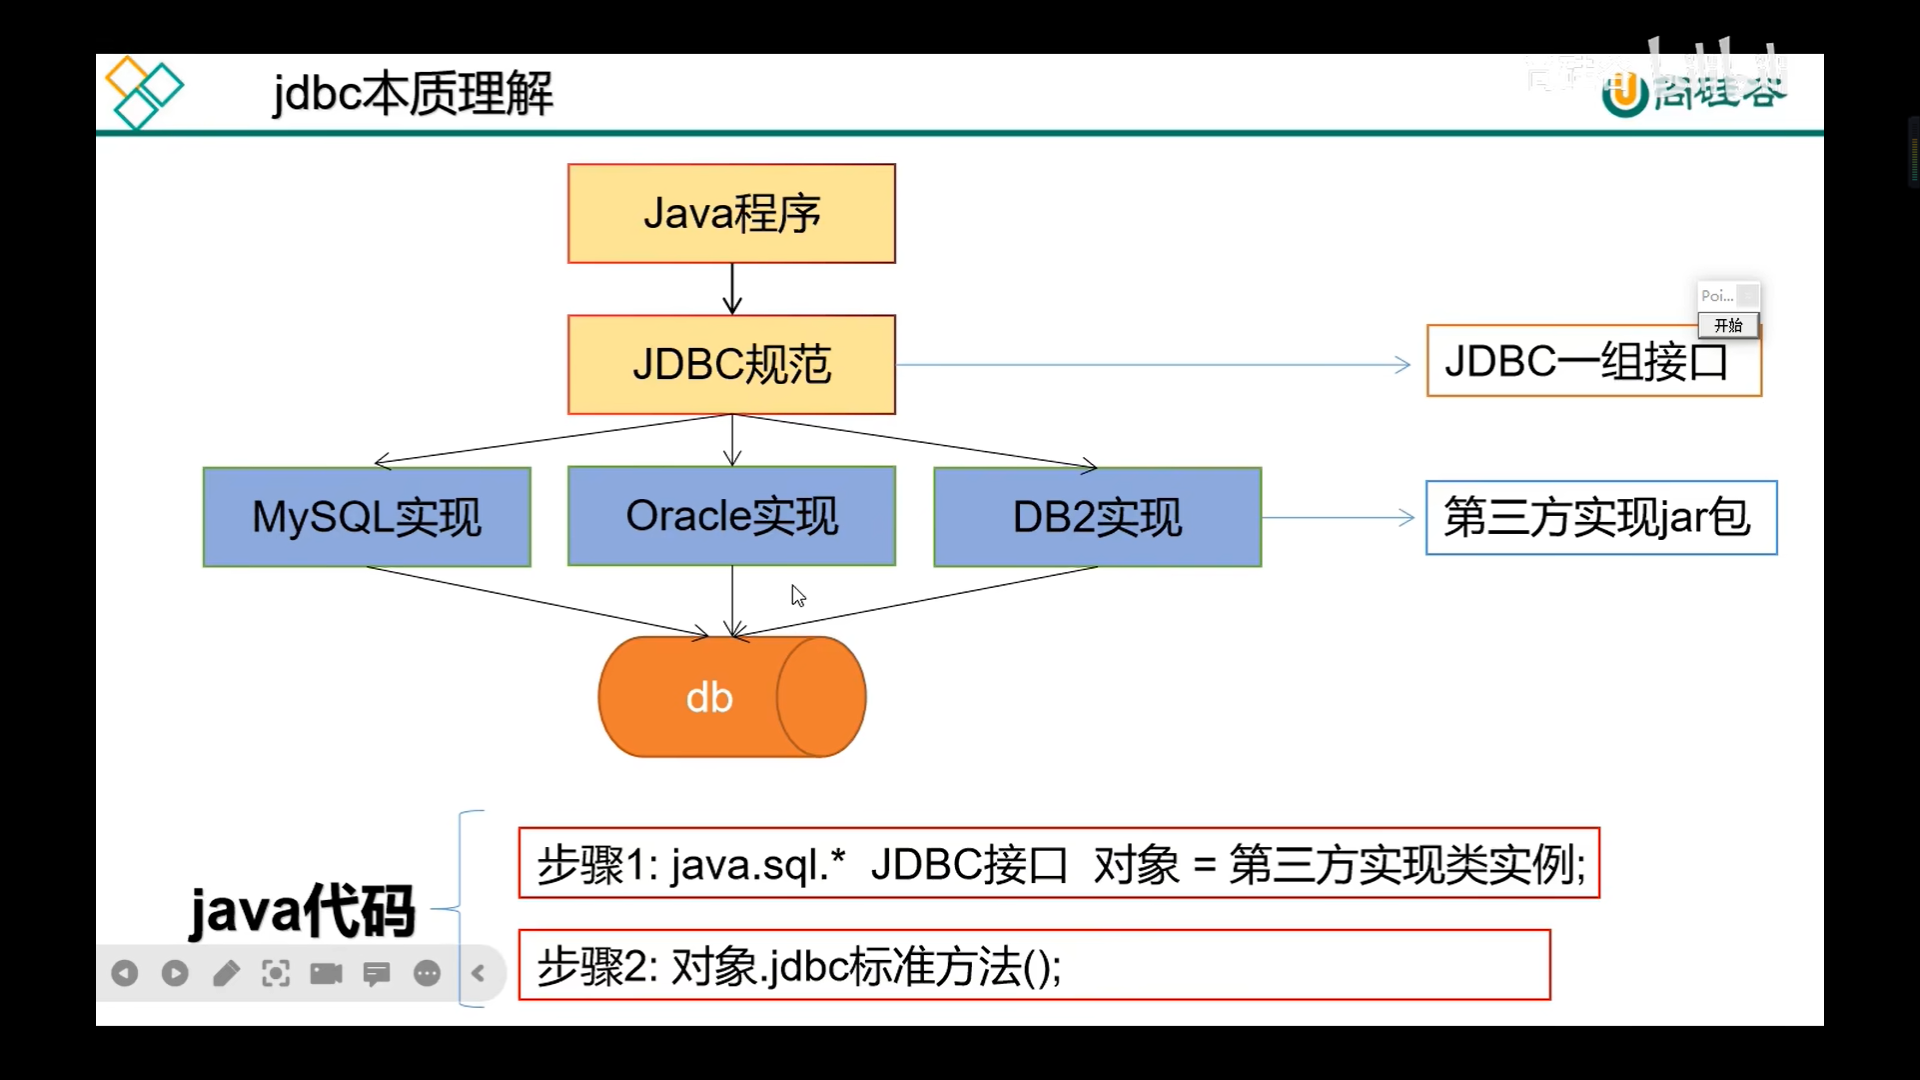 jdbc本质理解
尚硅谷
Java程序
JDBC规范
Poi...
开始
JDBC一组接口
MySQL实现
Oracle实现
DB2实现
第三方实现jar包
db
java代码
步骤1: java.sql.* JDBC接口 对象 = 第三方实现类实例;
步骤2: 对象.jdbc标准方法();